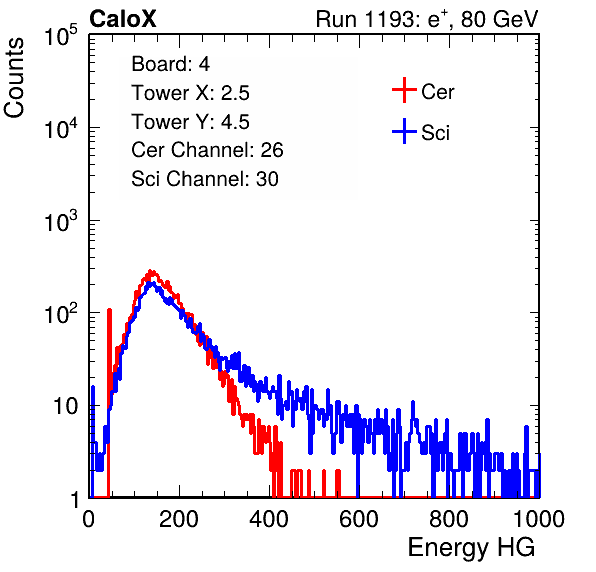 CaloX Run 1193: e⁺, 80 GeV
Counts
10⁵
10⁴
10³
10²
10
1
Board: 4
Tower X: 2.5
Tower Y: 4.5
Cer Channel: 26
Sci Channel: 30
Cer
Sci
0 200 400 600 800 1000
Energy HG